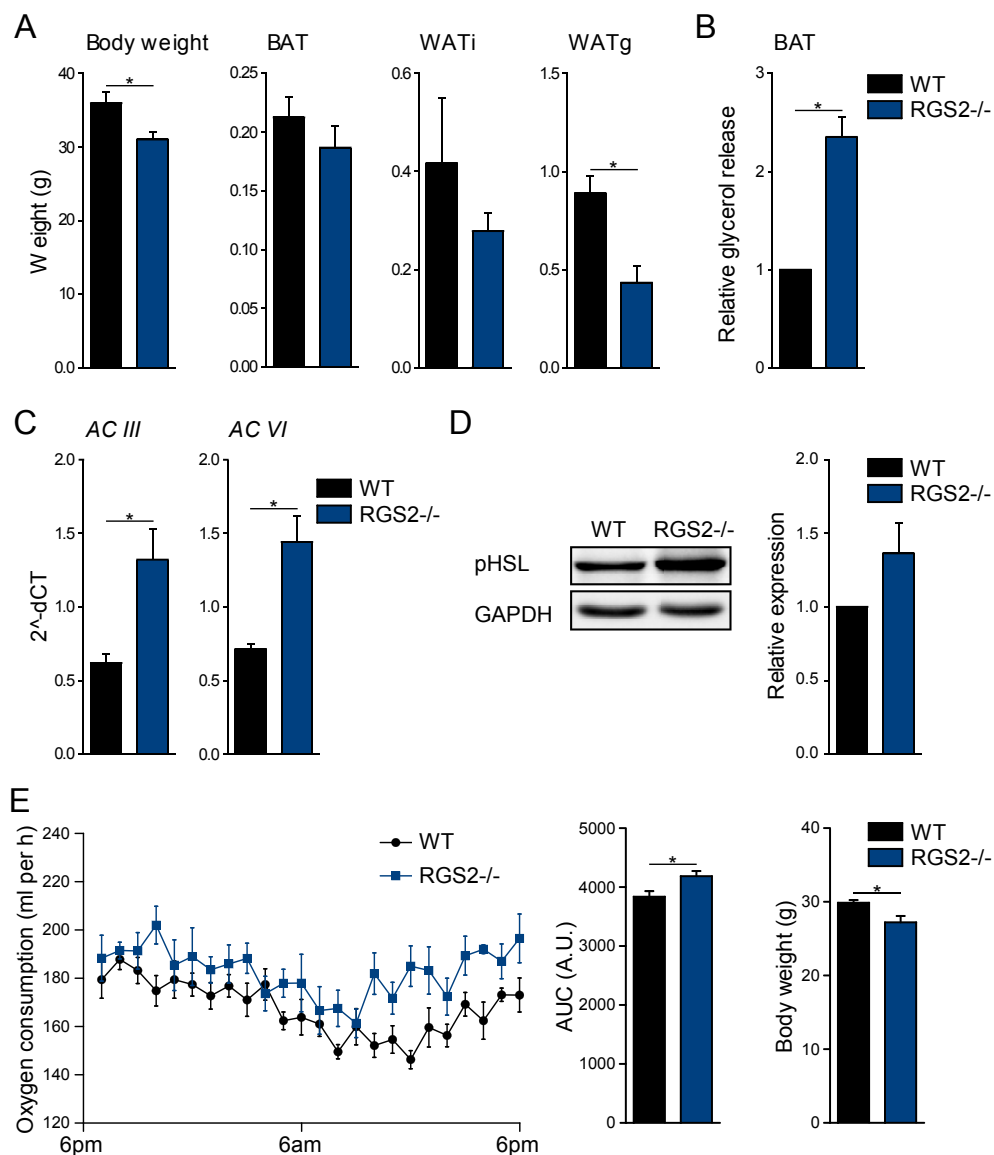 A
Body weight
BAT
WATi
WATg
W eight (g)
40
30
20
10
0.0
*
0.25
0.20
0.15
0.10
0.05
0.00
0.6
0.4
0.2
0.0
1.5
1.0
0.5
0.0
*
B
BAT
WT
RGS2-/-
Relative glycerol release
3
2
1
0
*
C
AC III
AC VI
2^-dCT
2.0
1.5
1.0
0.5
0.0
*
2.0
1.5
1.0
0.5
0.0
*
WT
RGS2-/-
D
WT RGS2-/-
pHSL
GAPDH
Relative expression
2.0
1.5
1.0
0.5
0.0
WT
RGS2-/-
E
Oxygen consumption (ml per h)
240
220
200
180
160
140
120
6pm 6am 6pm
WT
RGS2-/-
AUC (A.U.)
5000
4000
3000
2000
1000
0
*
Body weight (g)
40
30
20
10
0
*
WT
RGS2-/-